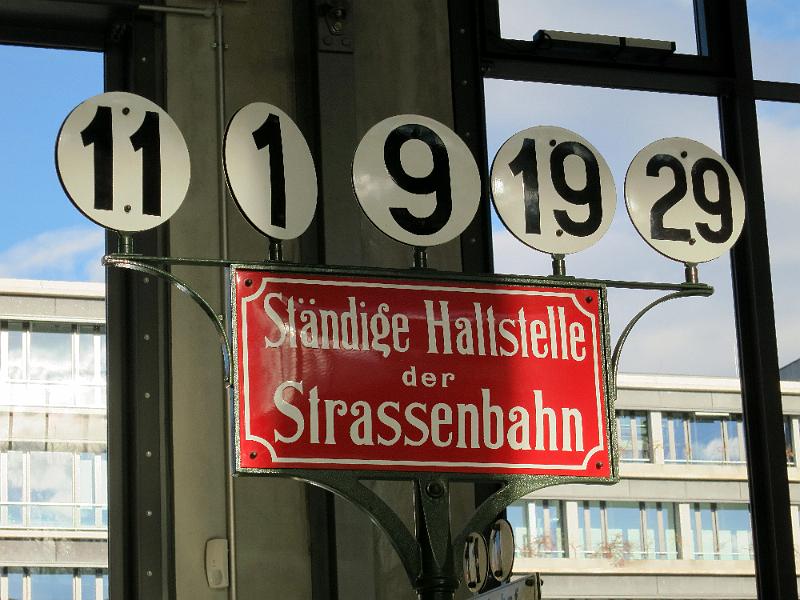 11 1 9 19 29
Ständige Haltstelle
der
Strassenbahn